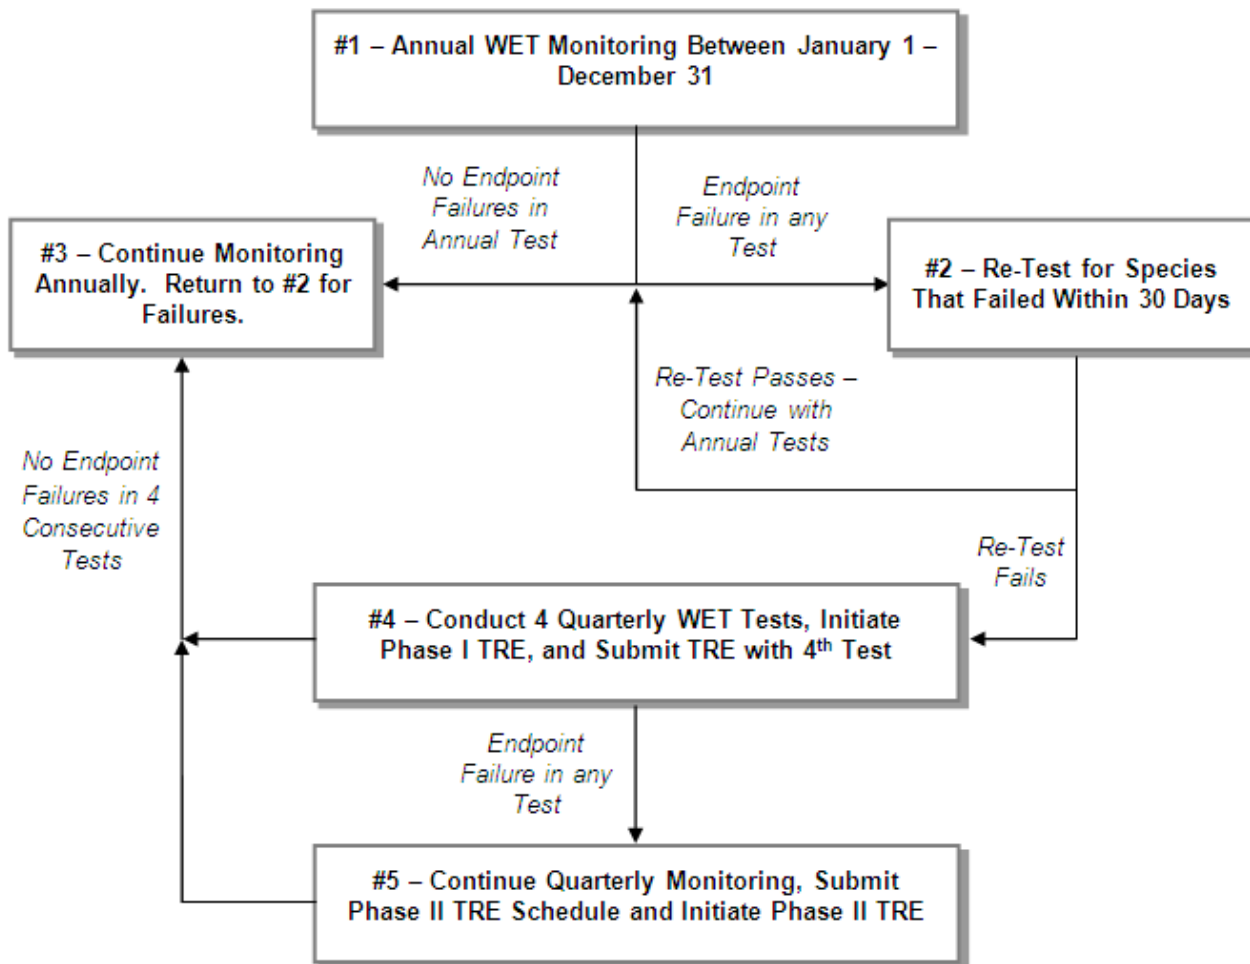 #1 – Annual WET Monitoring Between January 1 –
December 31
No Endpoint
Failures in
Annual Test
Endpoint
Failure in any
Test
#3 – Continue Monitoring
Annually.  Return to #2 for
Failures.
#2 – Re-Test for Species
That Failed Within 30 Days
Re-Test Passes –
Continue with
Annual Tests
No Endpoint
Failures in 4
Consecutive
Tests
Re-Test
Fails
#4 – Conduct 4 Quarterly WET Tests, Initiate
Phase I TRE, and Submit TRE with 4th Test
Endpoint
Failure in any
Test
#5 – Continue Quarterly Monitoring, Submit
Phase II TRE Schedule and Initiate Phase II TRE